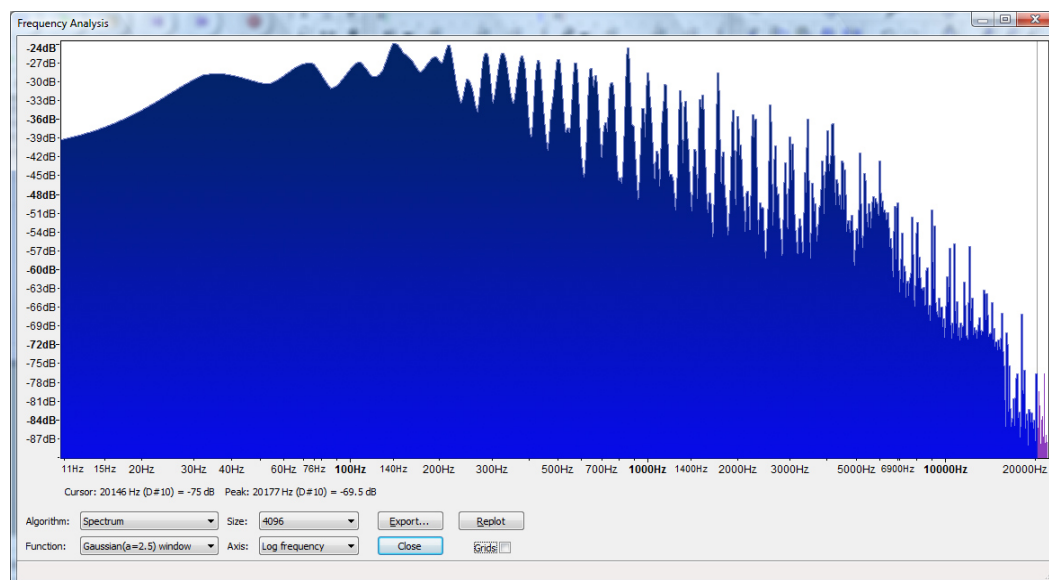 Frequency Analysis
-24dB
-27dB
-30dB
-33dB
-36dB
-39dB
-42dB
-45dB
-48dB
-51dB
-54dB
-57dB
-60dB
-63dB
-66dB
-69dB
-72dB
-75dB
-78dB
-81dB
-84dB
-87dB
11Hz 15Hz 20Hz 30Hz 40Hz 60Hz 76Hz 100Hz 140Hz 200Hz 300Hz 500Hz 700Hz 1000Hz 1400Hz 2000Hz 3000Hz 5000Hz 6900Hz 10000Hz 20000Hz
Cursor: 20146 Hz (D#10) = -75 dB Peak: 20177 Hz (D#10) = -69.5 dB
Algorithm: Spectrum Size: 4096 Export... Replot
Function: Gaussian(a=2.5) window Axis: Log frequency Close Grids